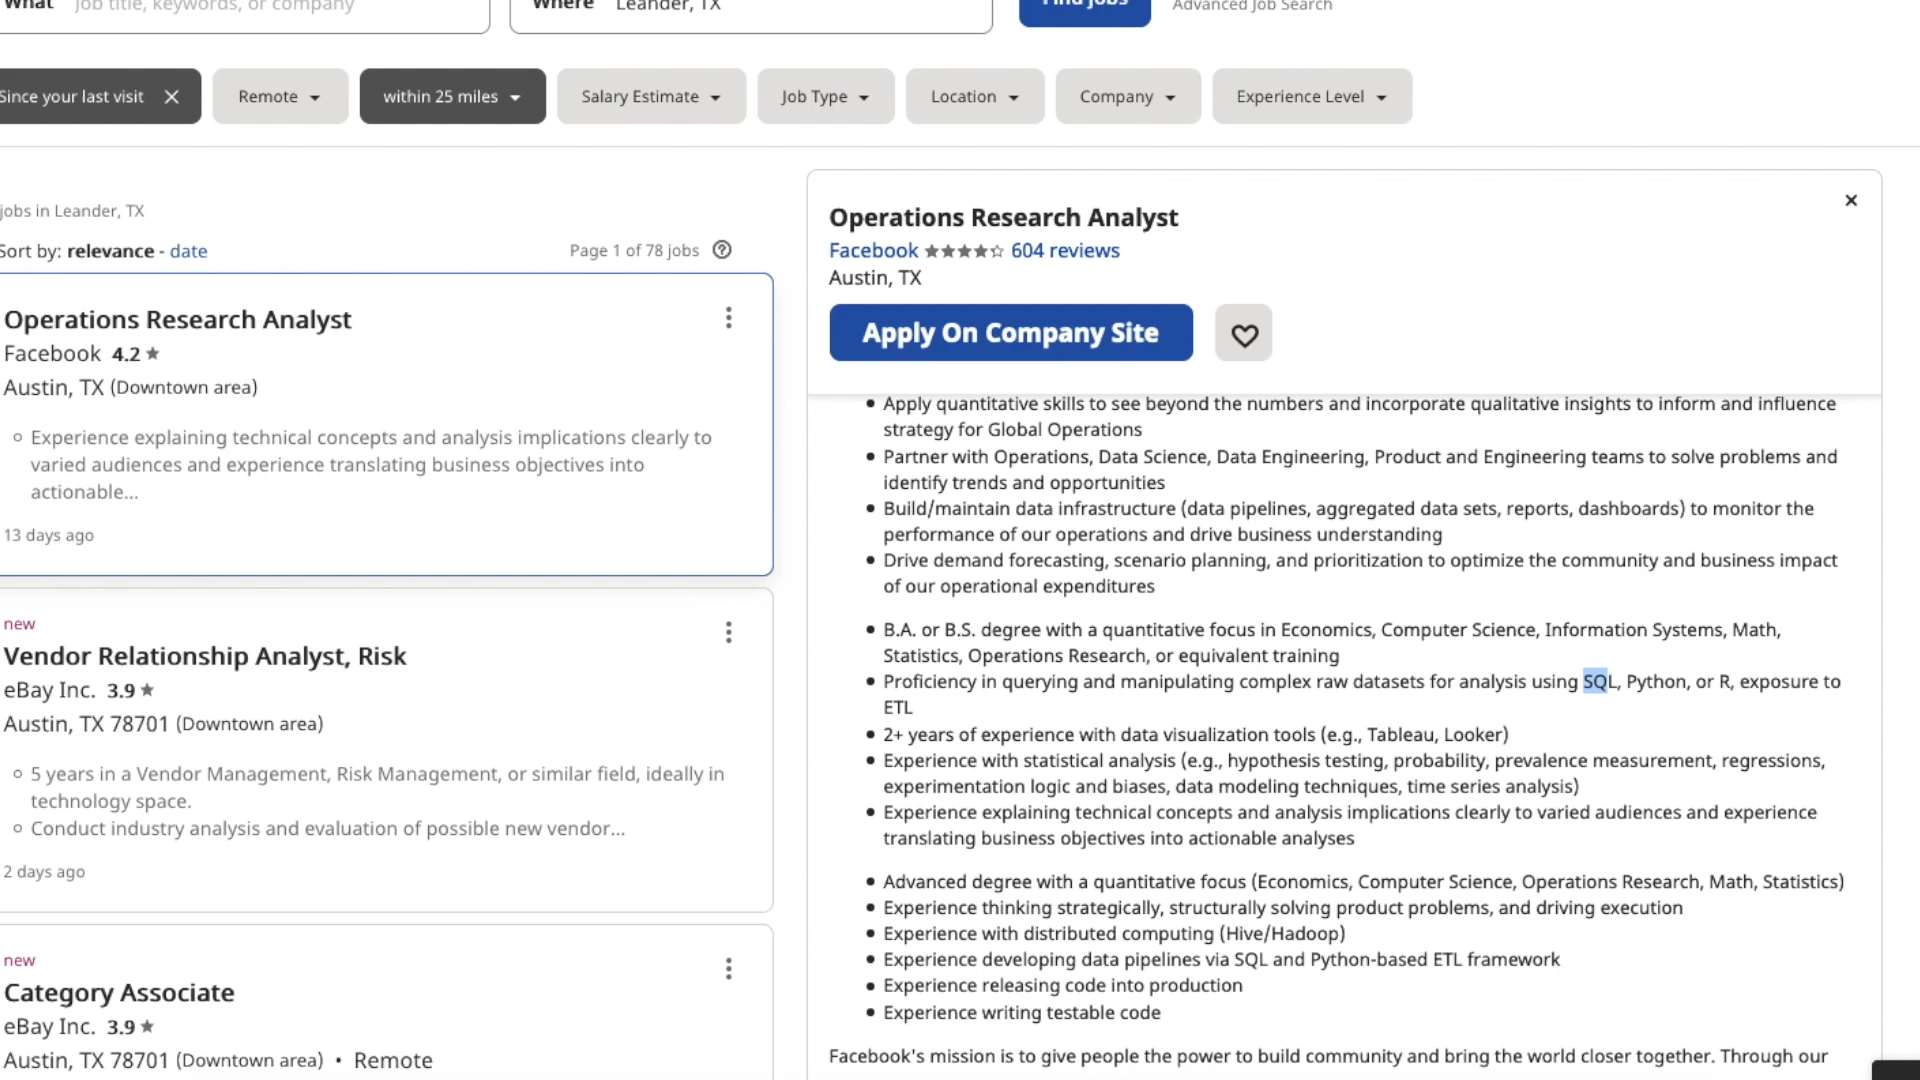 What Job title, keywords, or company
Where Leander, TX
Find jobs
Advanced Job Search
Since your last visit
Remote
within 25 miles
Salary Estimate
Job Type
Location
Company
Experience Level
jobs in Leander, TX
Sort by: relevance - date
Page 1 of 78 jobs
Operations Research Analyst
Facebook 4.2
Austin, TX (Downtown area)
Experience explaining technical concepts and analysis implications clearly to
varied audiences and experience translating business objectives into
actionable...
13 days ago
new
Vendor Relationship Analyst, Risk
eBay Inc. 3.9
Austin, TX 78701 (Downtown area)
5 years in a Vendor Management, Risk Management, or similar field, ideally in
technology space.
Conduct industry analysis and evaluation of possible new vendor...
2 days ago
new
Category Associate
eBay Inc. 3.9
Austin, TX 78701 (Downtown area) • Remote
Operations Research Analyst
Facebook 604 reviews
Austin, TX
Apply On Company Site
Apply quantitative skills to see beyond the numbers and incorporate qualitative insights to inform and influence
strategy for Global Operations
Partner with Operations, Data Science, Data Engineering, Product and Engineering teams to solve problems and
identify trends and opportunities
Build/maintain data infrastructure (data pipelines, aggregated data sets, reports, dashboards) to monitor the
performance of our operations and drive business understanding
Drive demand forecasting, scenario planning, and prioritization to optimize the community and business impact
of our operational expenditures
B.A. or B.S. degree with a quantitative focus in Economics, Computer Science, Information Systems, Math,
Statistics, Operations Research, or equivalent training
Proficiency in querying and manipulating complex raw datasets for analysis using SQL, Python, or R, exposure to
ETL
2+ years of experience with data visualization tools (e.g., Tableau, Looker)
Experience with statistical analysis (e.g., hypothesis testing, probability, prevalence measurement, regressions,
experimentation logic and biases, data modeling techniques, time series analysis)
Experience explaining technical concepts and analysis implications clearly to varied audiences and experience
translating business objectives into actionable analyses
Advanced degree with a quantitative focus (Economics, Computer Science, Operations Research, Math, Statistics)
Experience thinking strategically, structurally solving product problems, and driving execution
Experience with distributed computing (Hive/Hadoop)
Experience developing data pipelines via SQL and Python-based ETL framework
Experience releasing code into production
Experience writing testable code
Facebook's mission is to give people the power to build community and bring the world closer together. Through our